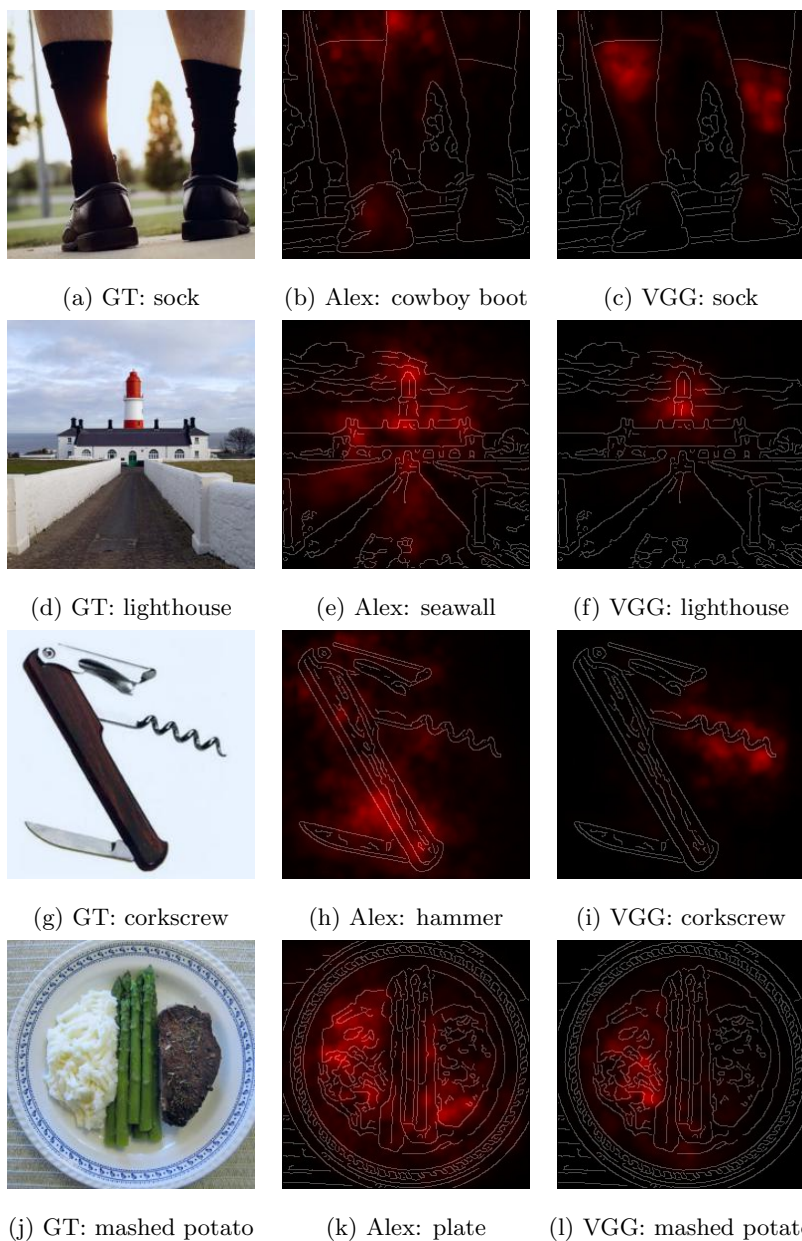 (a) GT: sock
(b) Alex: cowboy boot
(c) VGG: sock
(d) GT: lighthouse
(e) Alex: seawall
(f) VGG: lighthouse
(g) GT: corkscrew
(h) Alex: hammer
(i) VGG: corkscrew
(j) GT: mashed potato
(k) Alex: plate
(l) VGG: mashed potato